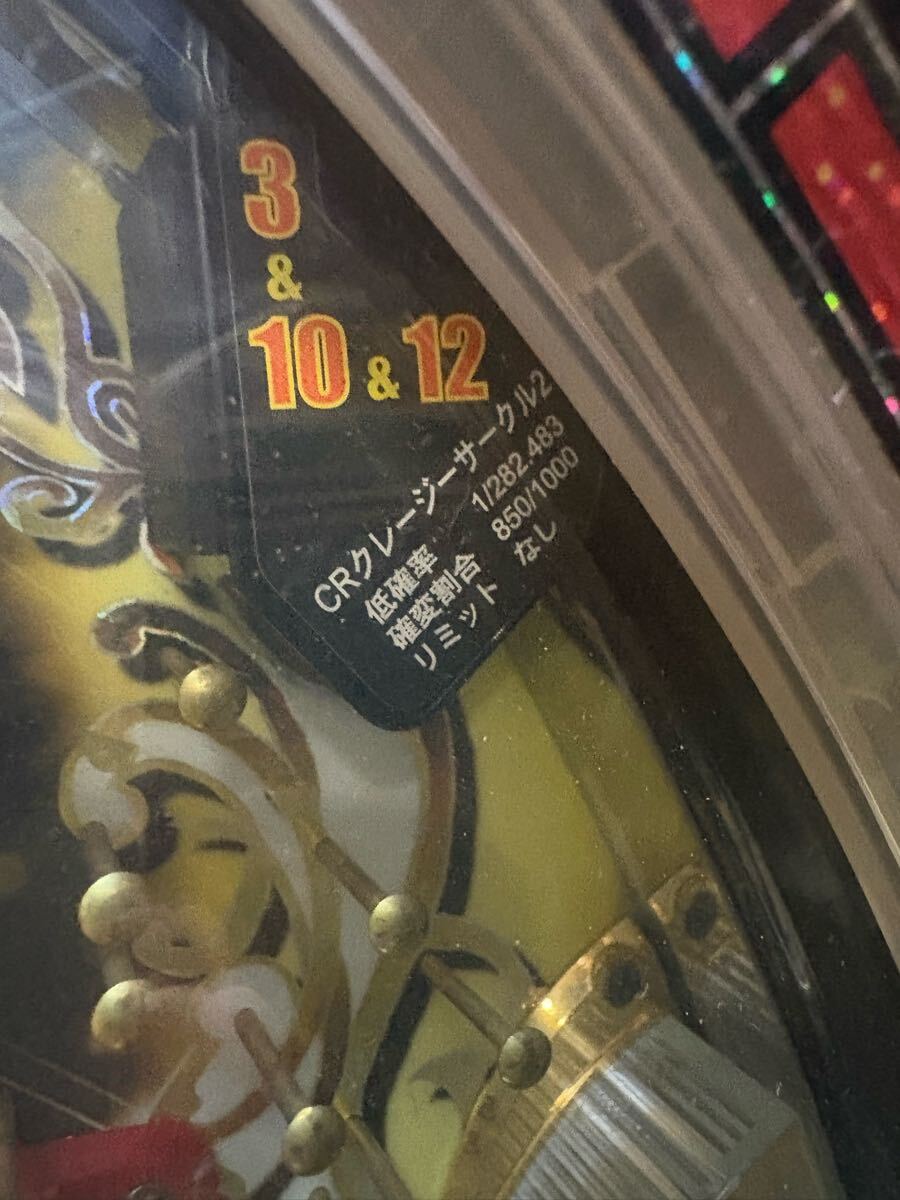 3
&
10 & 12
CRクレージーサークル2
低確率 1/282.483
確変割合 850/1000
リミット なし